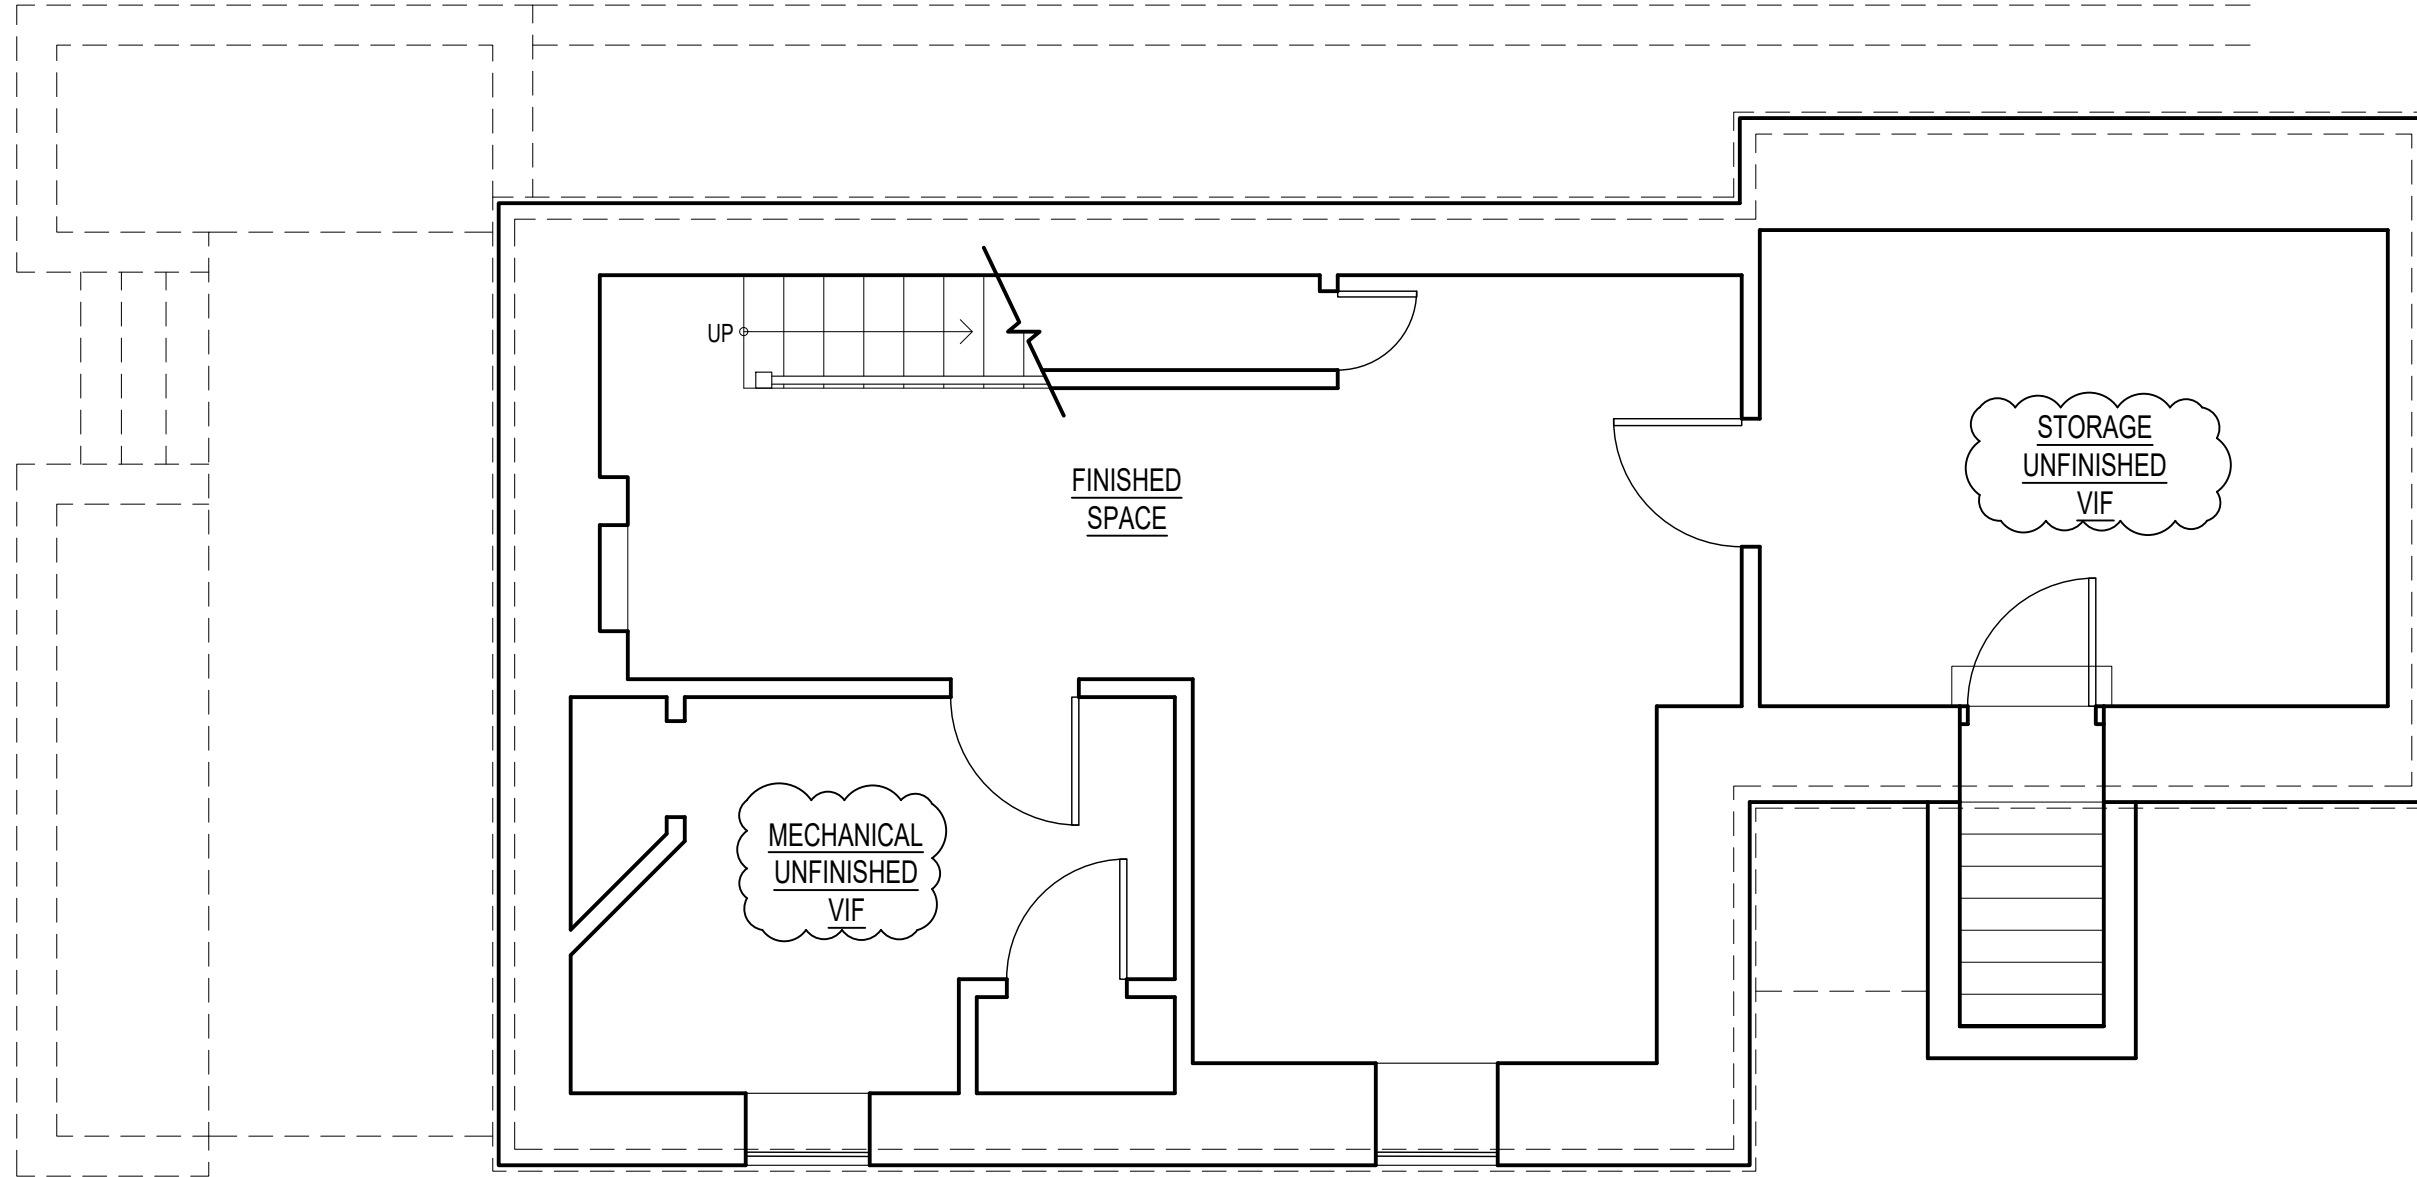 UP
FINISHED
SPACE
STORAGE
UNFINISHED
VIF
MECHANICAL
UNFINISHED
VIF